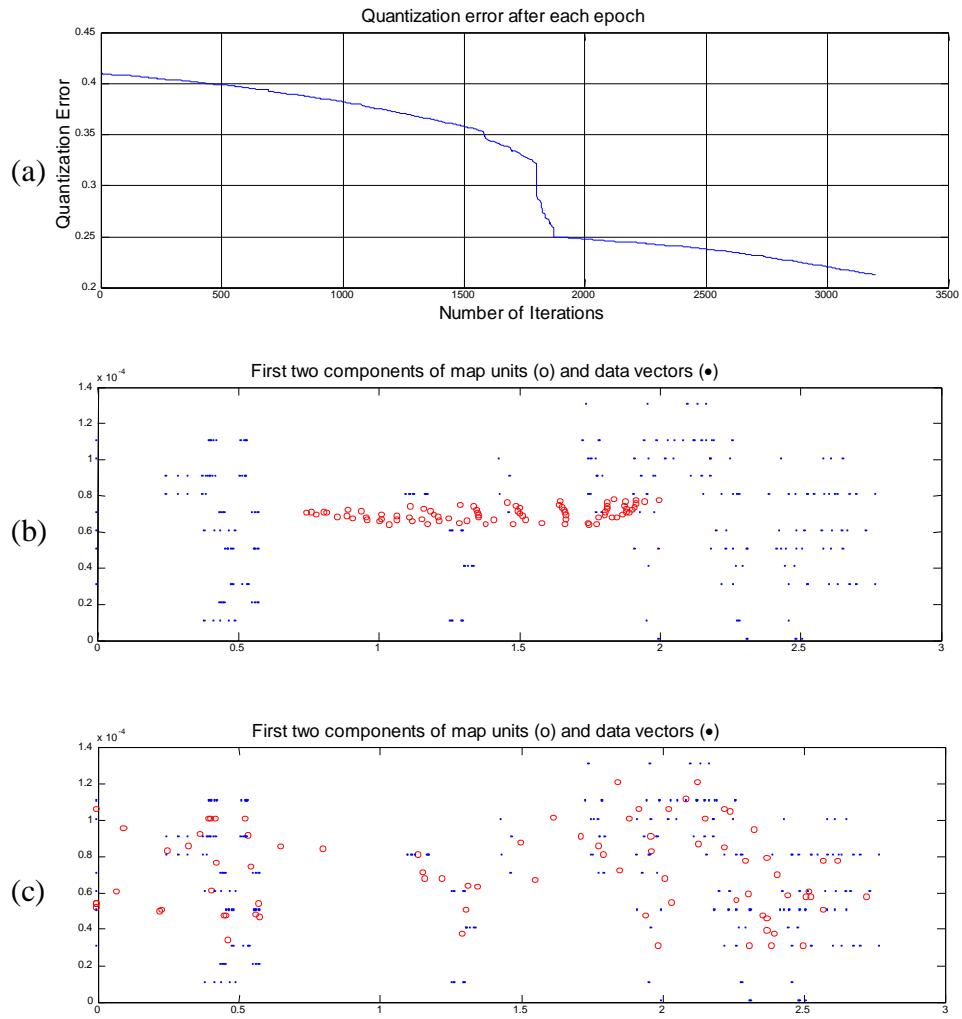 Quantization error after each epoch
0.45
0.4
0.35
0.3
0.25
0.2
Quantization Error
(a)
0 500 1000 1500 2000 2500 3000 3500
Number of Iterations
First two components of map units (o) and data vectors (•)
x 10⁻⁴
1.4
1.2
1
0.8
0.6
0.4
0.2
0
(b)
0 0.5 1 1.5 2 2.5 3
First two components of map units (o) and data vectors (•)
x 10⁻⁴
1.4
1.2
1
0.8
0.6
0.4
0.2
0
(c)
0 0.5 1 1.5 2 2.5 3